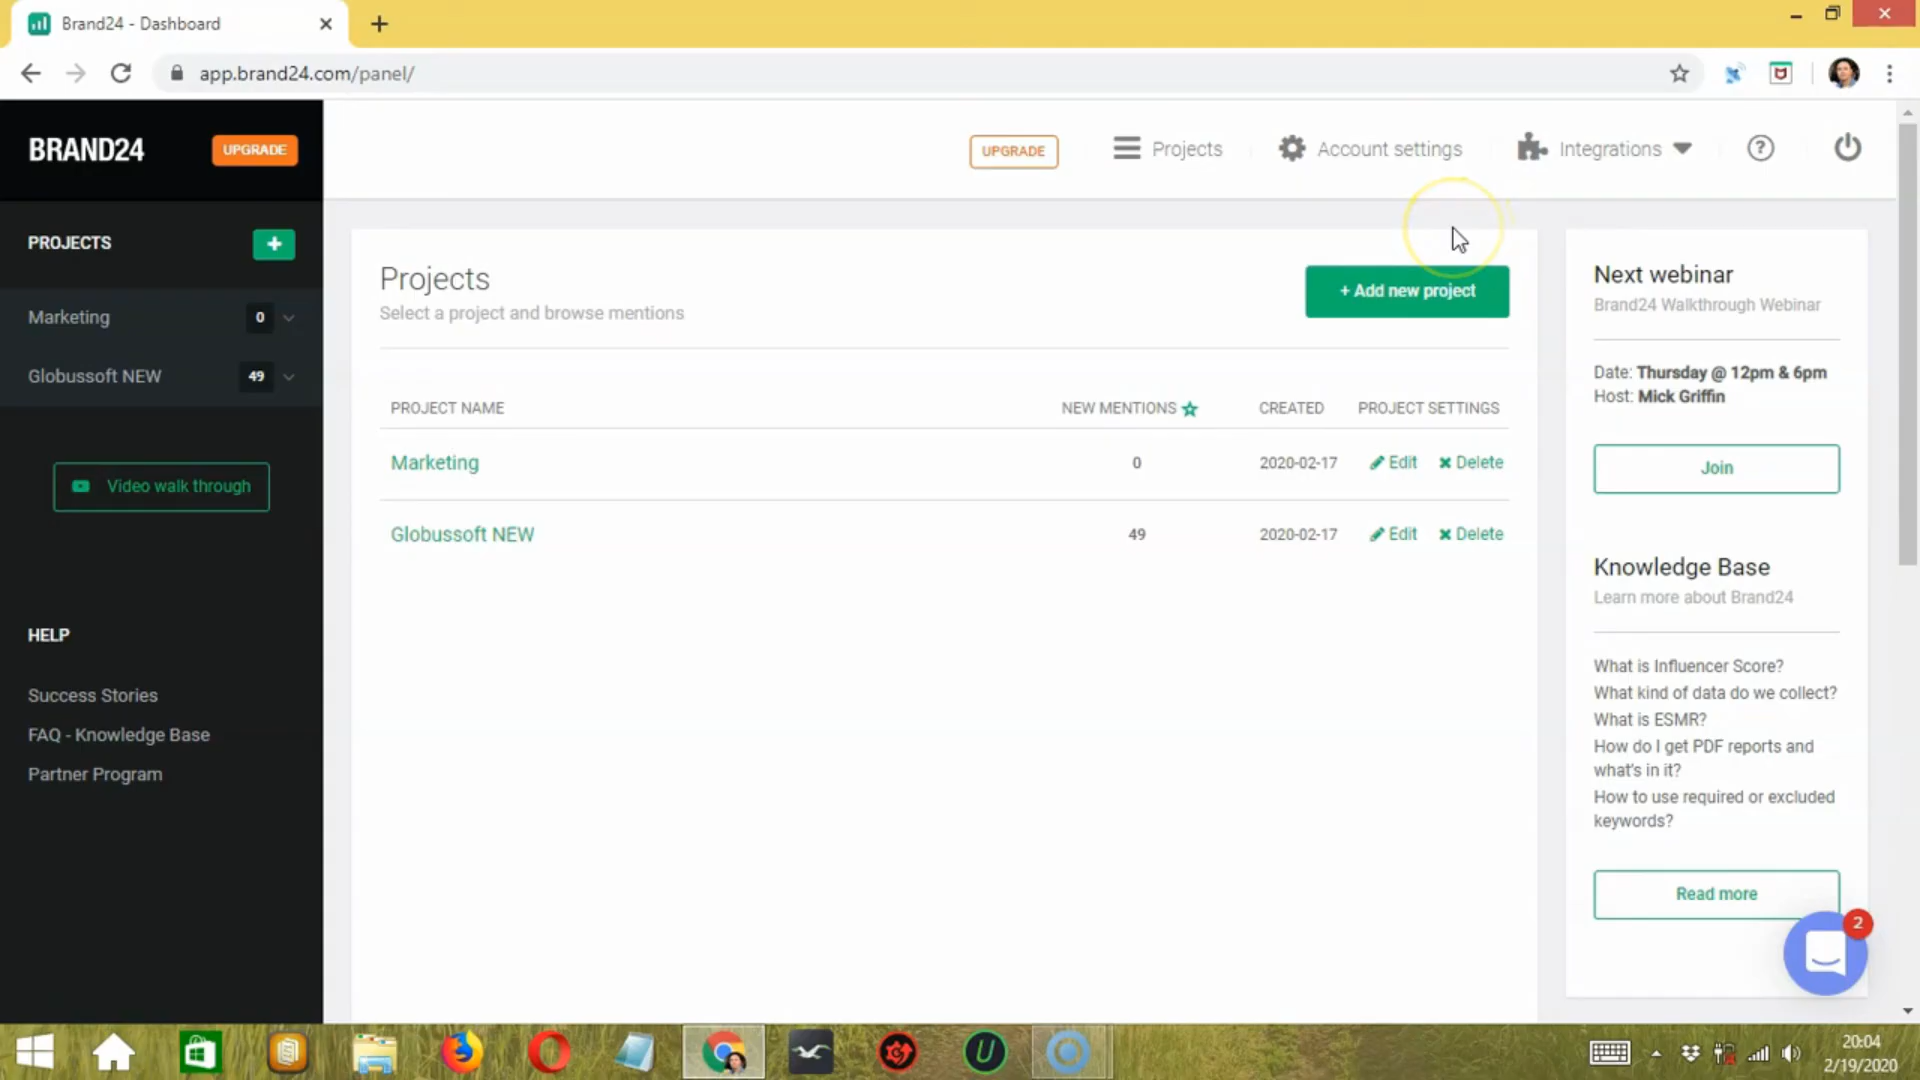 Brand24 - Dashboard
app.brand24.com/panel/
BRAND24
UPGRADE
UPGRADE
Projects
Account settings
Integrations
?
PROJECTS
+
Marketing
0
Globussoft NEW
49
Video walk through
HELP
Success Stories
FAQ - Knowledge Base
Partner Program
Projects
Select a project and browse mentions
+ Add new project
PROJECT NAME
NEW MENTIONS
CREATED
PROJECT SETTINGS
Marketing
0
2020-02-17
Edit
Delete
Globussoft NEW
49
2020-02-17
Edit
Delete
Next webinar
Brand24 Walkthrough Webinar
Date: Thursday @ 12pm & 6pm
Host: Mick Griffin
Join
Knowledge Base
Learn more about Brand24
What is Influencer Score?
What kind of data do we collect?
What is ESMR?
How do I get PDF reports and
what's in it?
How to use required or excluded
keywords?
Read more
2
20:04
2/19/2020